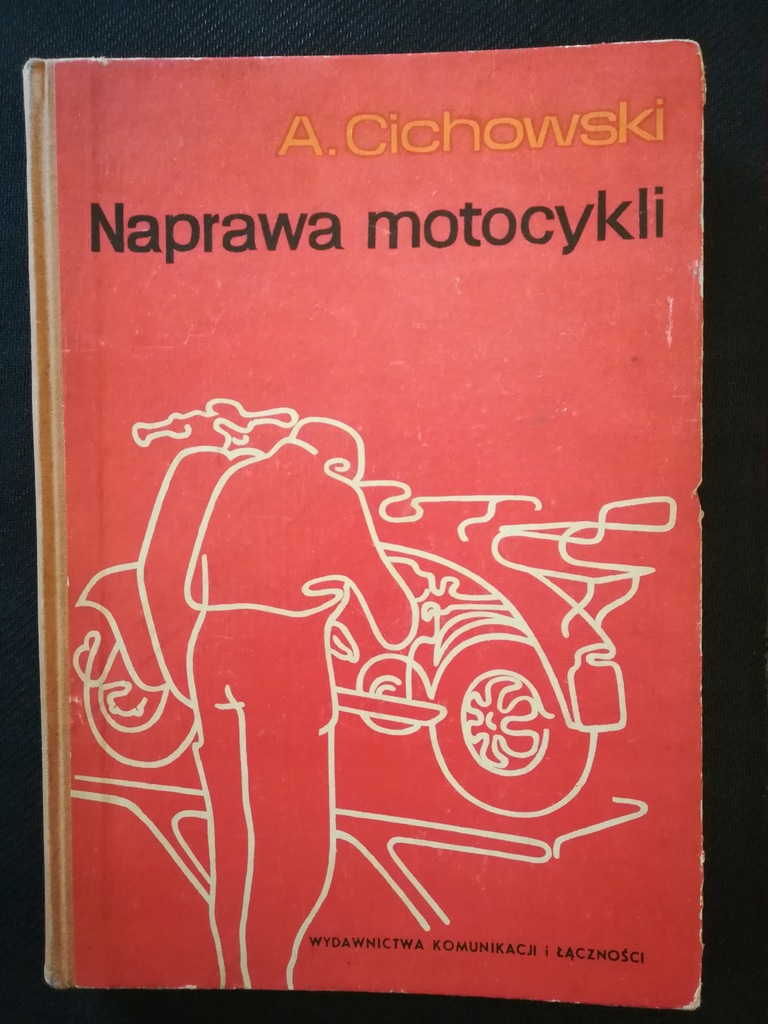 A. Cichowski
Naprawa motocykli
WYDAWNICTWA KOMUNIKACJI i ŁĄCZNOŚCI